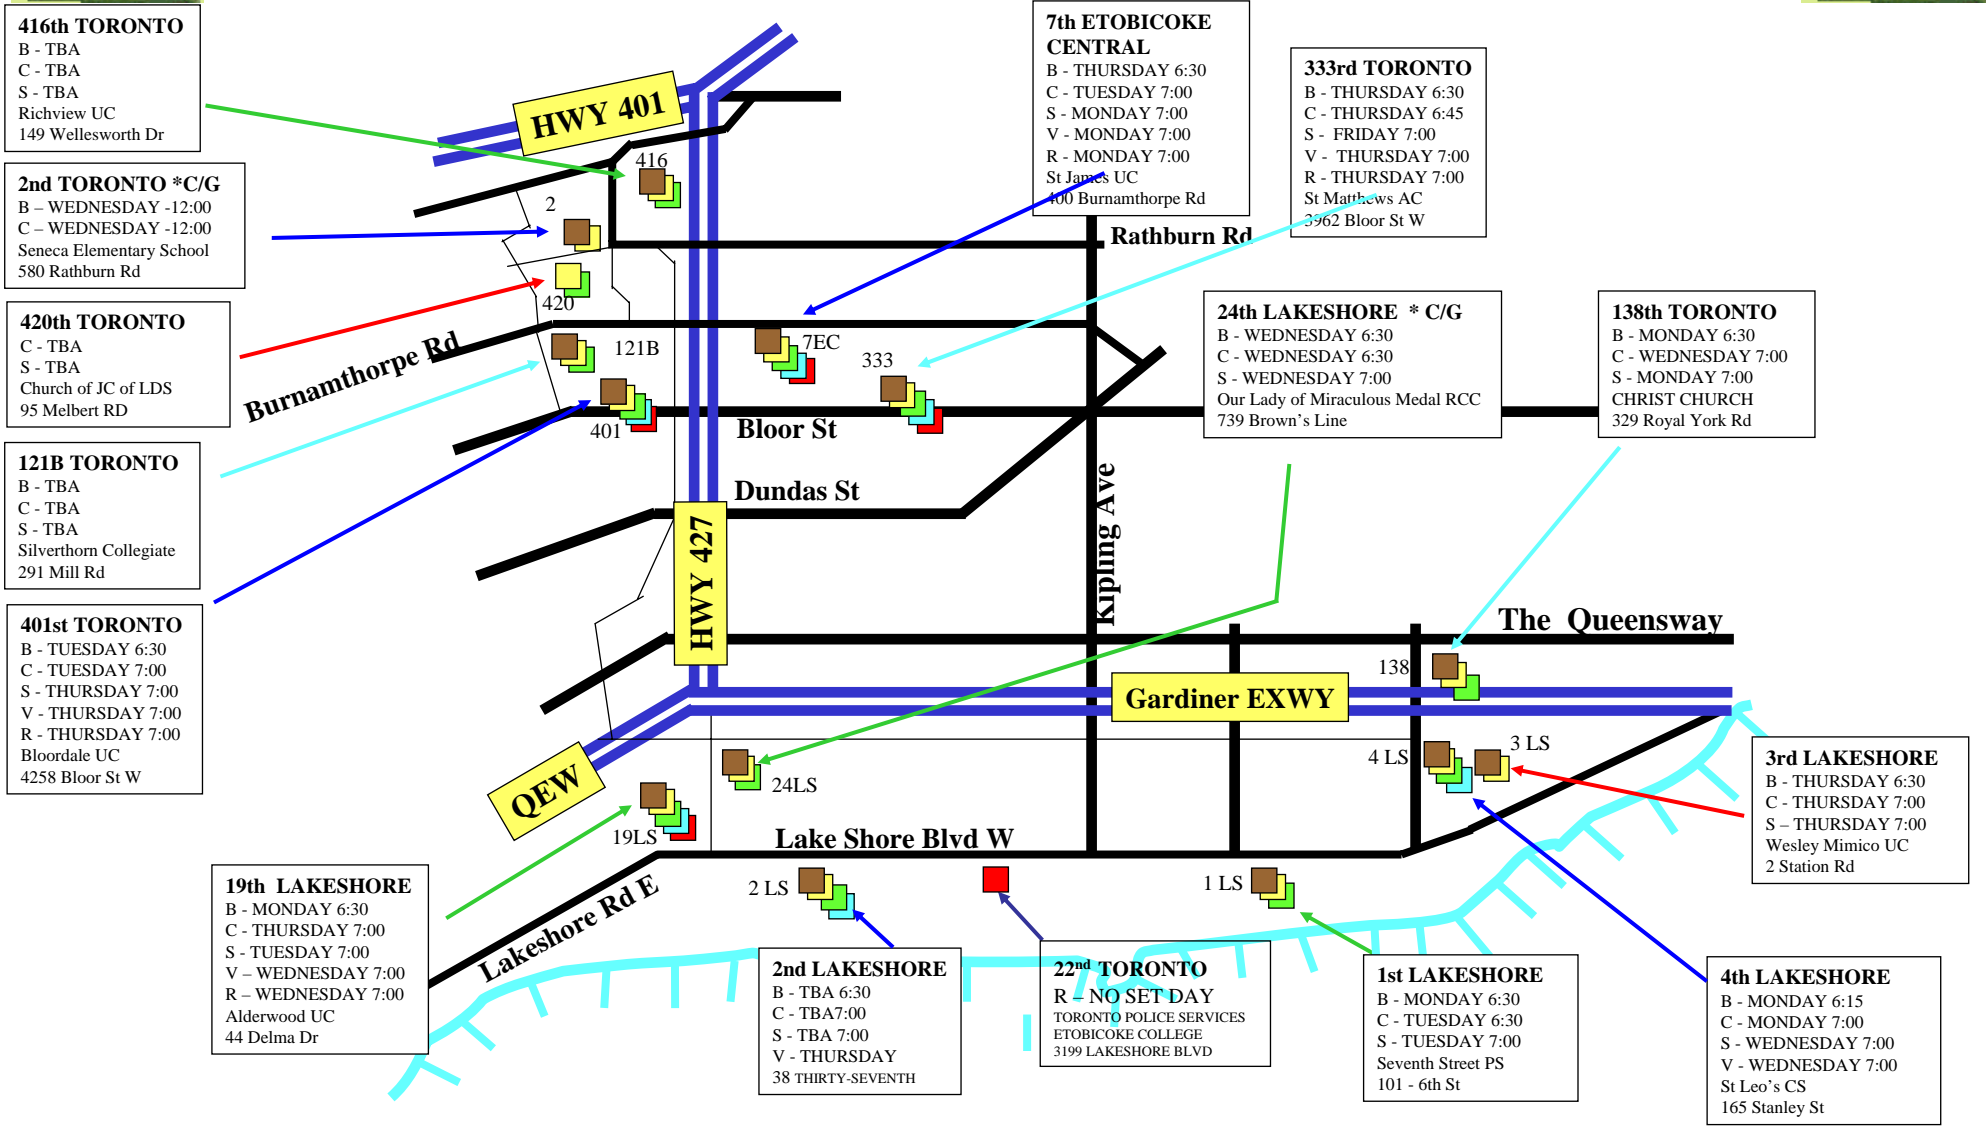 416th TORONTO
B - TBA
C - TBA
S - TBA
Richview UC
149 Wellesworth Dr
2nd TORONTO *C/G
B – WEDNESDAY -12:00
C – WEDNESDAY -12:00
Seneca Elementary School
580 Rathburn Rd
420th TORONTO
C - TBA
S - TBA
Church of JC of LDS
95 Melbert RD
121B TORONTO
B - TBA
C - TBA
S - TBA
Silverthorn Collegiate
291 Mill Rd
401st TORONTO
B - TUESDAY 6:30
C - TUESDAY 7:00
S - THURSDAY 7:00
V - THURSDAY 7:00
R - THURSDAY 7:00
Bloordale UC
4258 Bloor St W
19th LAKESHORE
B - MONDAY 6:30
C - THURSDAY 7:00
S - TUESDAY 7:00
V – WEDNESDAY 7:00
R – WEDNESDAY 7:00
Alderwood UC
44 Delma Dr
7th ETOBICOKE
CENTRAL
B - THURSDAY 6:30
C - TUESDAY 7:00
S - MONDAY 7:00
V - MONDAY 7:00
R - MONDAY 7:00
St James UC
400 Burnamthorpe Rd
333rd TORONTO
B - THURSDAY 6:30
C - THURSDAY 6:45
S - FRIDAY 7:00
V - THURSDAY 7:00
R - THURSDAY 7:00
St Matthews AC
3962 Bloor St W
24th LAKESHORE * C/G
B - WEDNESDAY 6:30
C - WEDNESDAY 6:30
S - WEDNESDAY 7:00
Our Lady of Miraculous Medal RCC
739 Brown's Line
138th TORONTO
B - MONDAY 6:30
C - WEDNESDAY 7:00
S - MONDAY 7:00
CHRIST CHURCH
329 Royal York Rd
3rd LAKESHORE
B - THURSDAY 6:30
C - THURSDAY 7:00
S – THURSDAY 7:00
Wesley Mimico UC
2 Station Rd
2nd LAKESHORE
B - TBA 6:30
C - TBA7:00
S - TBA 7:00
V - THURSDAY
38 THIRTY-SEVENTH
22nd TORONTO
R – NO SET DAY
TORONTO POLICE SERVICES
ETOBICOKE COLLEGE
3199 LAKESHORE BLVD
1st LAKESHORE
B - MONDAY 6:30
C - TUESDAY 6:30
S - TUESDAY 7:00
Seventh Street PS
101 - 6th St
4th LAKESHORE
B - MONDAY 6:15
C - MONDAY 7:00
S - WEDNESDAY 7:00
V - WEDNESDAY 7:00
St Leo's CS
165 Stanley St
HWY 401
416
2
Rathburn Rd
420
Burnamthorpe Rd
121B
7EC
333
401
Bloor St
Dundas St
Kipling Ave
HWY 427
The Queensway
138
Gardiner EXWY
QEW
24LS
4 LS
3 LS
19LS
Lake Shore Blvd W
Lakeshore Rd E
2 LS
1 LS